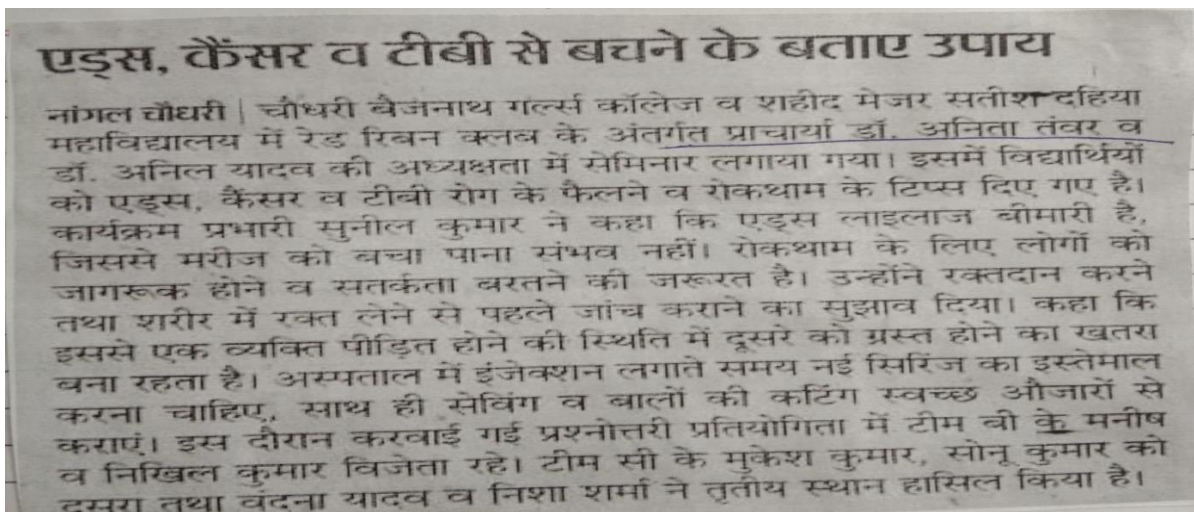 एड्स, कैंसर व टीबी से बचने के बताए उपाय
नांगल चौधरी | चौधरी बैजनाथ गर्ल्स कॉलेज व शहीद मेजर सतीश दहिया
महाविद्यालय में रेड रिबन क्लब के अंतर्गत प्राचार्या डॉ. अनिता तंवर व
डॉ. अनिल यादव की अध्यक्षता में सेमिनार लगाया गया। इसमें विद्यार्थियों
को एड्स, कैंसर व टीबी रोग के फैलने व रोकथाम के टिप्स दिए गए है।
कार्यक्रम प्रभारी सुनील कुमार ने कहा कि एड्स लाइलाज बीमारी है,
जिससे मरीज को बचा पाना संभव नहीं। रोकथाम के लिए लोगों को
जागरूक होने व सतर्कता बरतने की जरूरत है। उन्होंने रक्तदान करने
तथा शरीर में रक्त लेने से पहले जांच कराने का सुझाव दिया। कहा कि
इससे एक व्यक्ति पीड़ित होने की स्थिति में दूसरे को ग्रस्त होने का खतरा
बना रहता है। अस्पताल में इंजेक्शन लगाते समय नई सिरिंज का इस्तेमाल
करना चाहिए, साथ ही सेविंग व बालों की कटिंग स्वच्छ औजारों से
कराएं। इस दौरान करवाई गई प्रश्नोत्तरी प्रतियोगिता में टीम बी के मनीष
व निखिल कुमार विजेता रहे। टीम सी के मुकेश कुमार, सोनू कुमार को
दूसरा तथा वंदना यादव व निशा शर्मा ने तृतीय स्थान हासिल किया है।